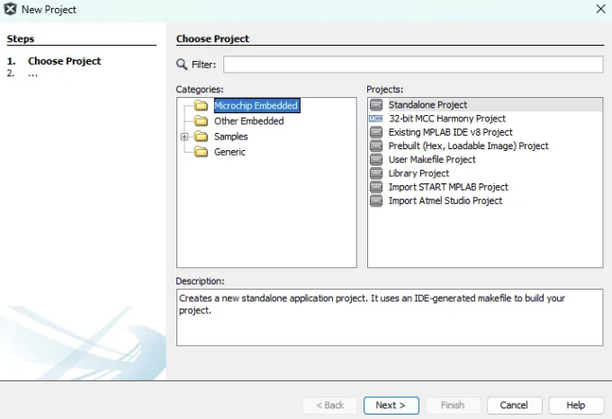 New Project
Steps
1. Choose Project
2. ...
Choose Project
Filter:
Categories:
Microchip Embedded
Other Embedded
Samples
Generic
Projects:
Standalone Project
32-bit MCC Harmony Project
Existing MPLAB IDE v8 Project
Prebuilt (Hex, Loadable Image) Project
User Makefile Project
Library Project
Import START MPLAB Project
Import Atmel Studio Project
Description:
Creates a new standalone application project. It uses an IDE-generated makefile to build your
project.
< Back Next > Finish Cancel Help